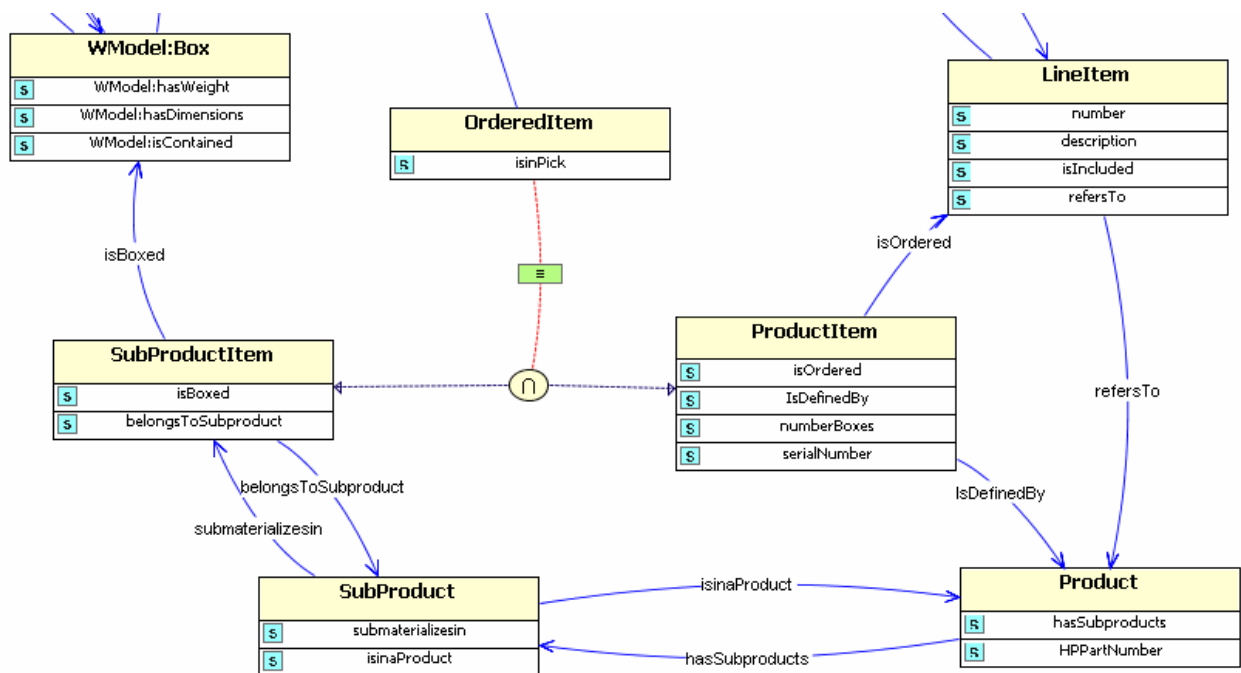 WModel:Box
S WModel:hasWeight
S WModel:hasDimensions
S WModel:isContained
OrderedItem
S isinPick
LineItem
S number
S description
S isIncluded
S refersTo
isBoxed
isOrdered
≡
SubProductItem
S isBoxed
S belongsToSubproduct
∩
ProductItem
S isOrdered
S IsDefinedBy
S numberBoxes
S serialNumber
refersTo
belongsToSubproduct
submaterializesin
IsDefinedBy
SubProduct
S submaterializesin
S isinaProduct
isinaProduct
hasSubproducts
Product
S hasSubproducts
S HPPartNumber